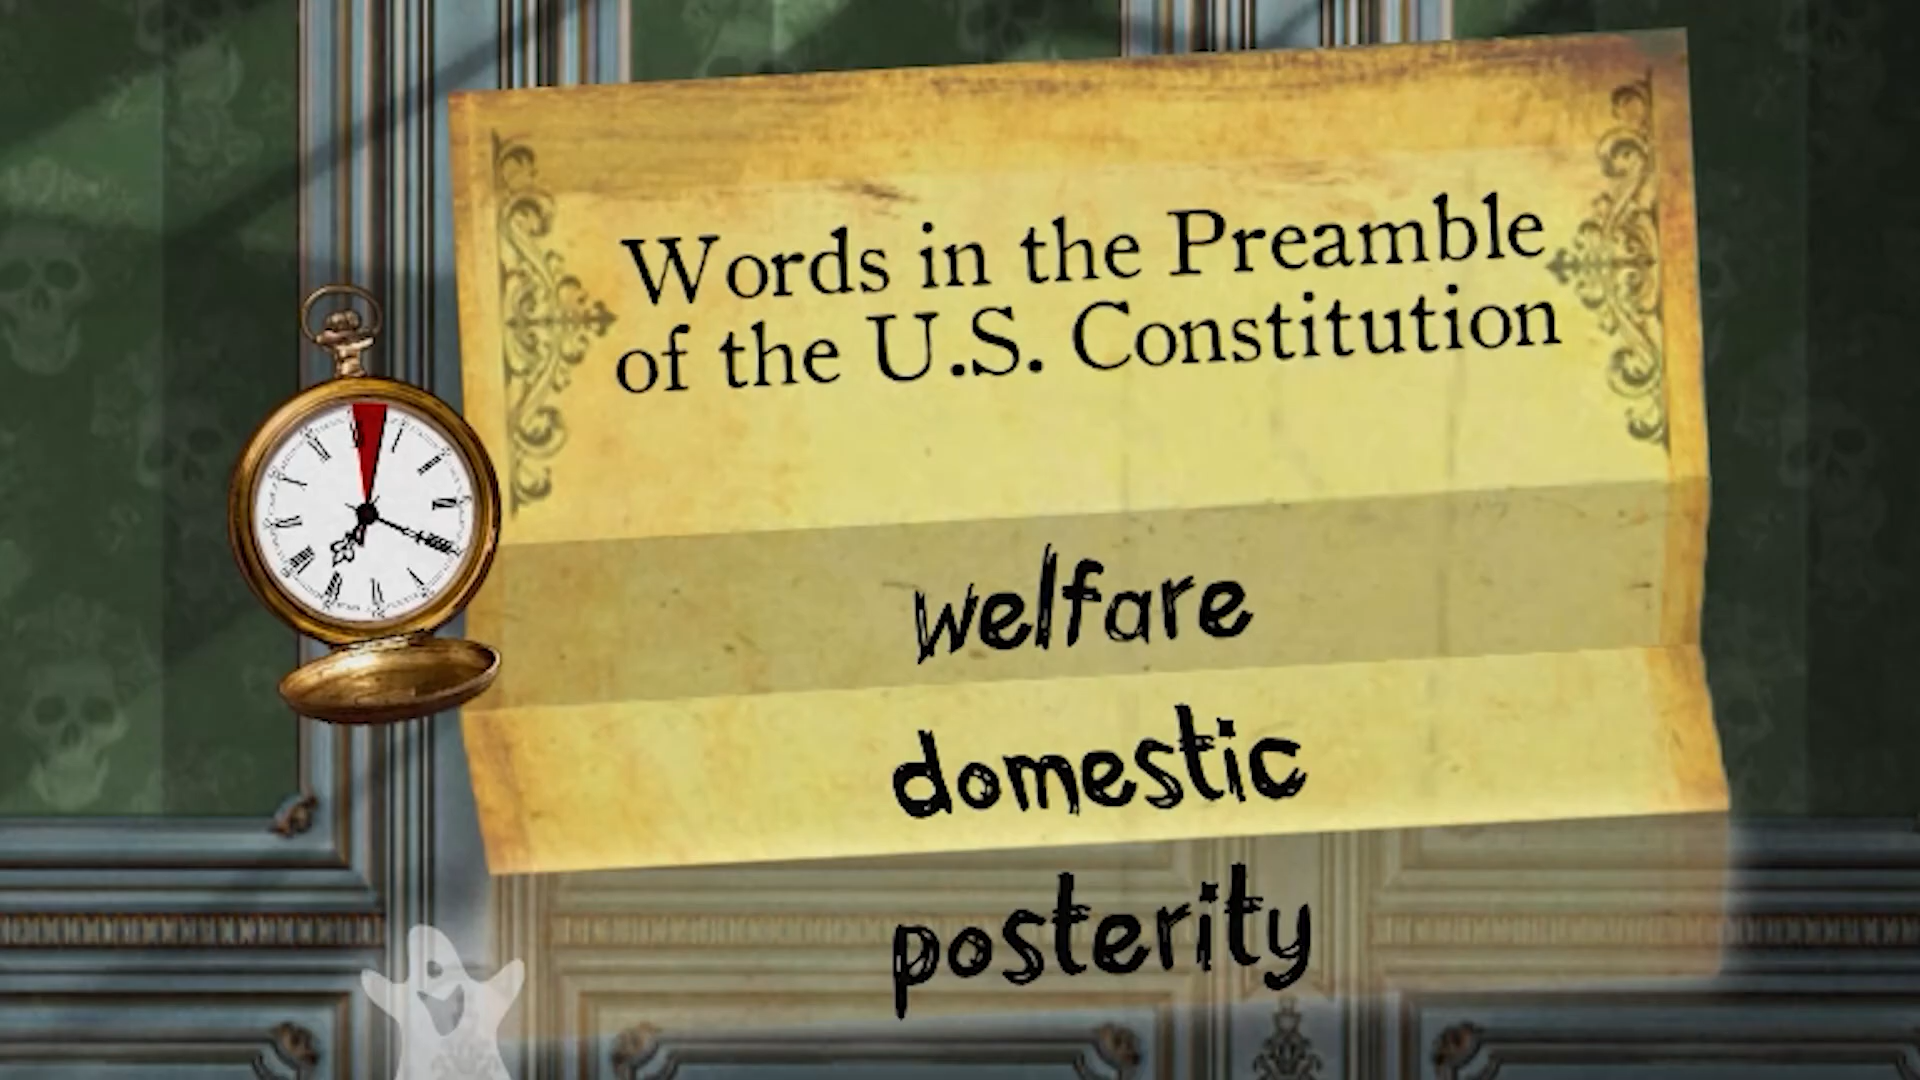 Words in the Preamble
of the U.S. Constitution
welfare
domestic
posterity